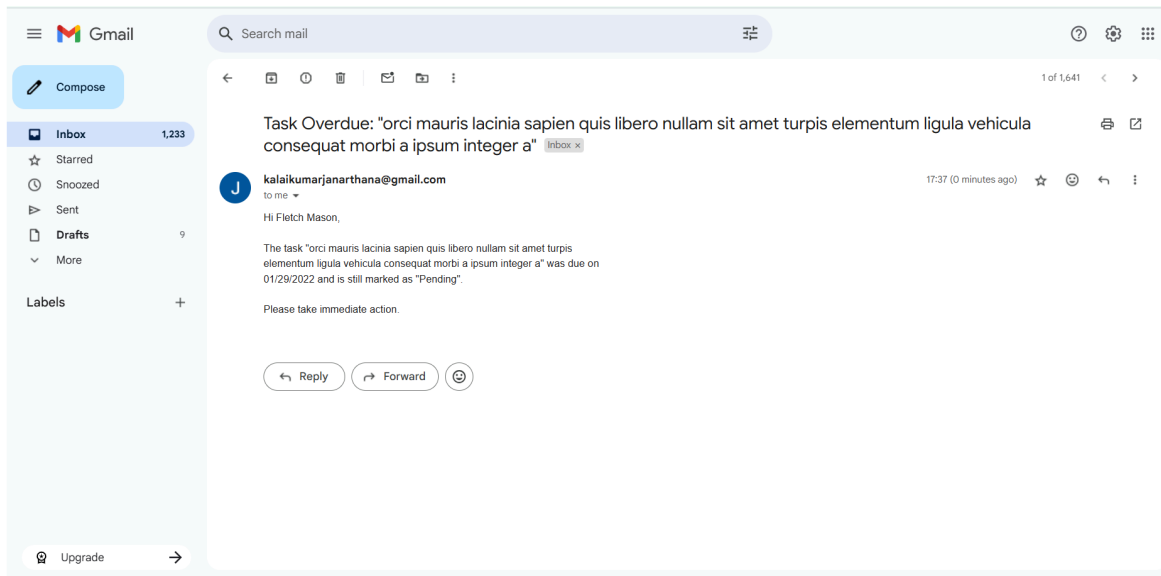 Gmail
Search mail
Compose
1 of 1,641
Inbox 1,233
Starred
Snoozed
Sent
Drafts 9
More
Labels
Upgrade
Task Overdue: "orci mauris lacinia sapien quis libero nullam sit amet turpis elementum ligula vehicula
consequat morbi a ipsum integer a" Inbox ×
J
kalaikumarjanarthana@gmail.com 17:37 (0 minutes ago)
to me
Hi Fletch Mason,
The task "orci mauris lacinia sapien quis libero nullam sit amet turpis
elementum ligula vehicula consequat morbi a ipsum integer a" was due on
01/29/2022 and is still marked as "Pending".
Please take immediate action.
Reply Forward